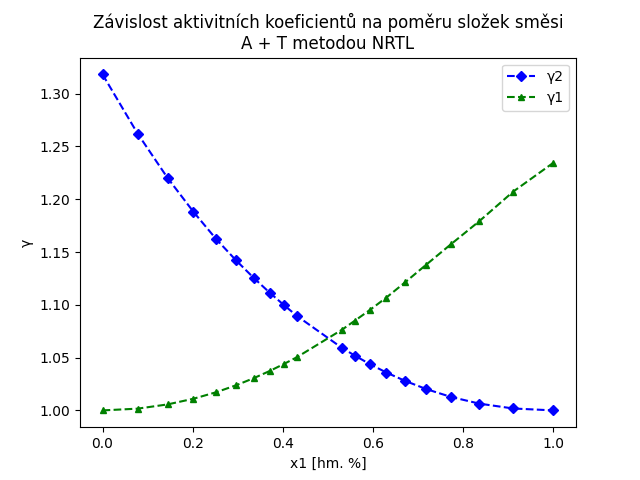 Závislost aktivitních koeficientů na poměru složek směsi
A + T metodou NRTL
γ2
γ1
1.30
1.25
1.20
1.15
1.10
1.05
1.00
γ
0.0 0.2 0.4 0.6 0.8 1.0
x1 [hm. %]